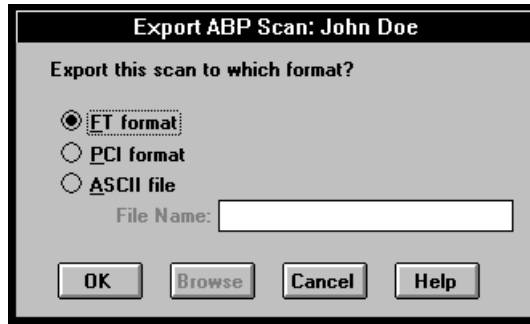 Export ABP Scan: John Doe
Export this scan to which format?
FT format
PCI format
ASCII file
File Name:
OK Browse Cancel Help